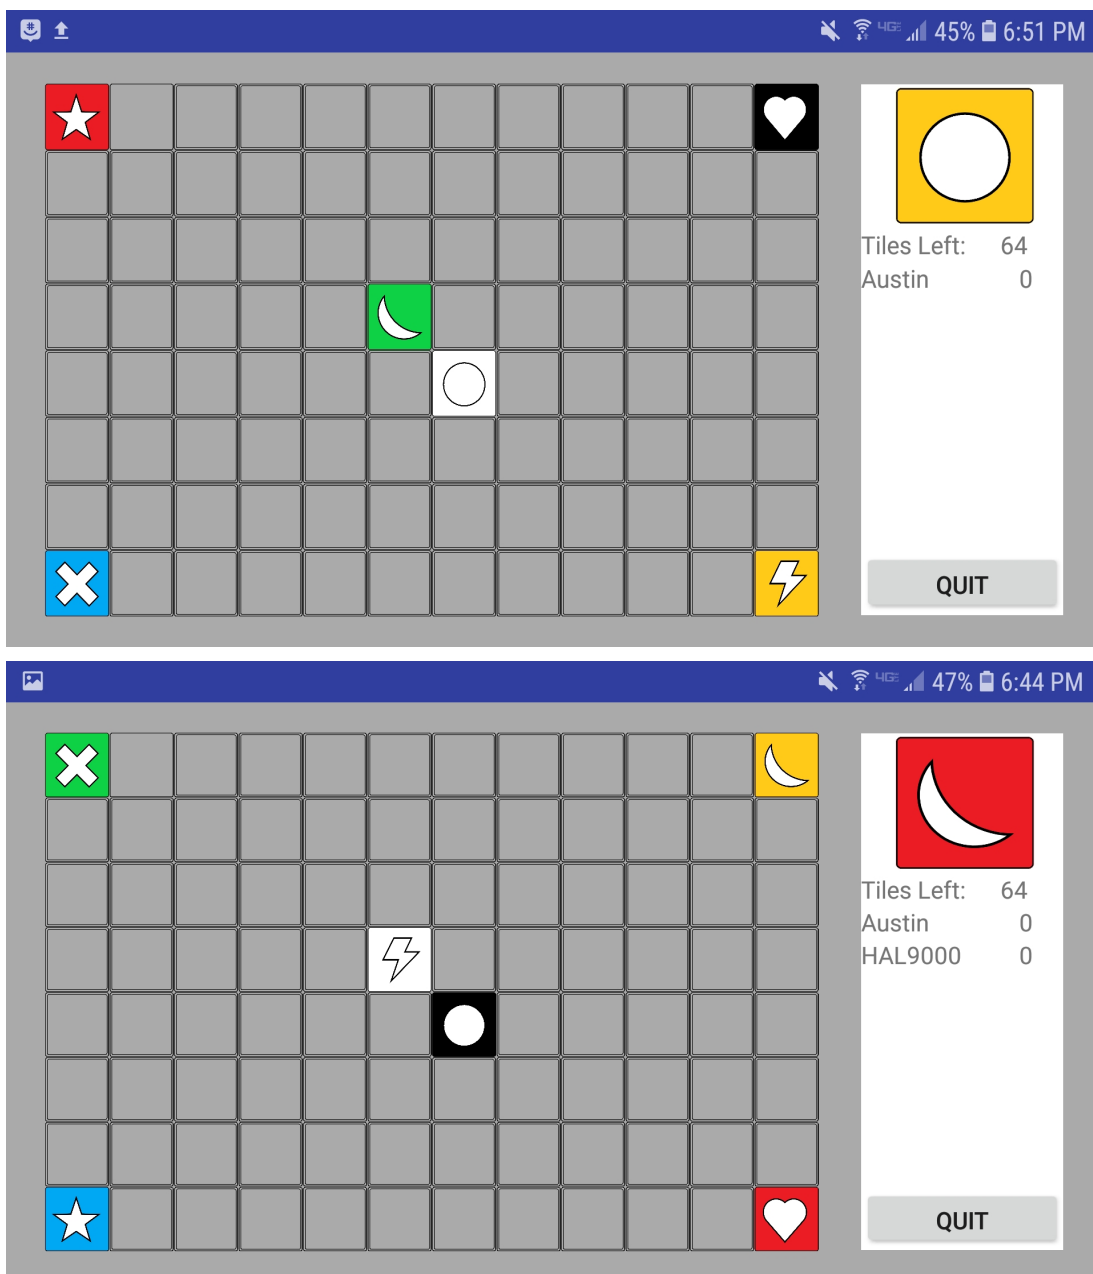 45% 6:51 PM
Tiles Left: 64
Austin 0
QUIT
47% 6:44 PM
Tiles Left: 64
Austin 0
HAL9000 0
QUIT